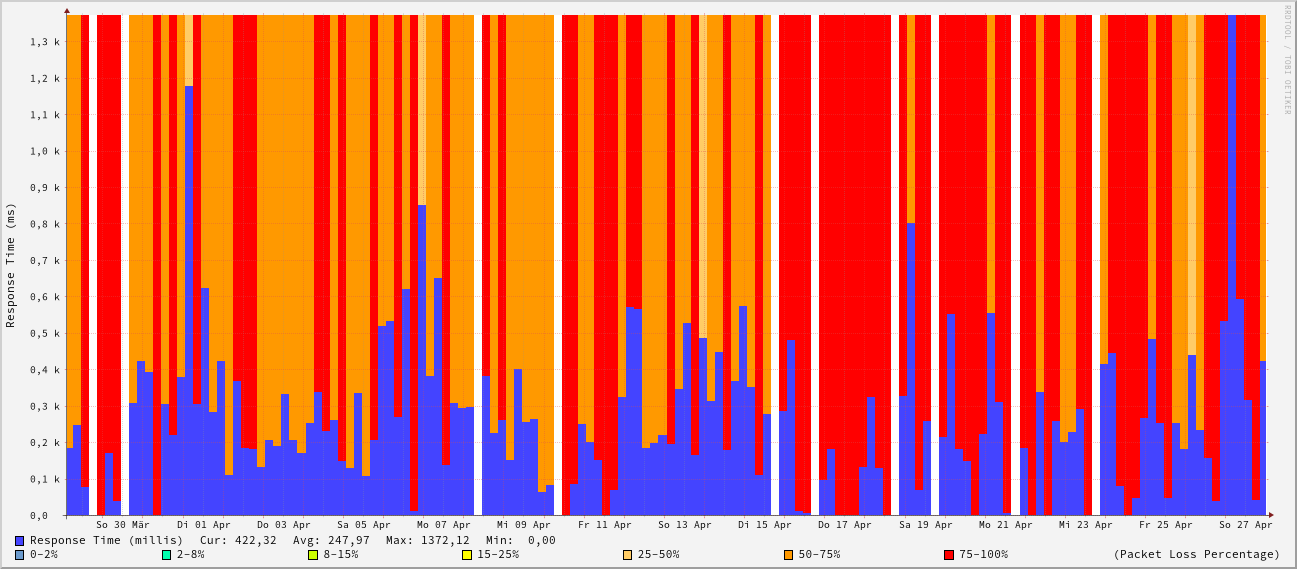 RRDTOOL / TOBI OETIKER
Response Time (ms)
1,3 k
1,2 k
1,1 k
1,0 k
0,9 k
0,8 k
0,7 k
0,6 k
0,5 k
0,4 k
0,3 k
0,2 k
0,1 k
0,0
So 30 Mär Di 01 Apr Do 03 Apr Sa 05 Apr Mo 07 Apr Mi 09 Apr Fr 11 Apr So 13 Apr Di 15 Apr Do 17 Apr Sa 19 Apr Mo 21 Apr Mi 23 Apr Fr 25 Apr So 27 Apr
Response Time (millis) Cur: 422,32 Avg: 247,97 Max: 1372,12 Min: 0,00
0-2% 2-8% 8-15% 15-25% 25-50% 50-75% 75-100% (Packet Loss Percentage)